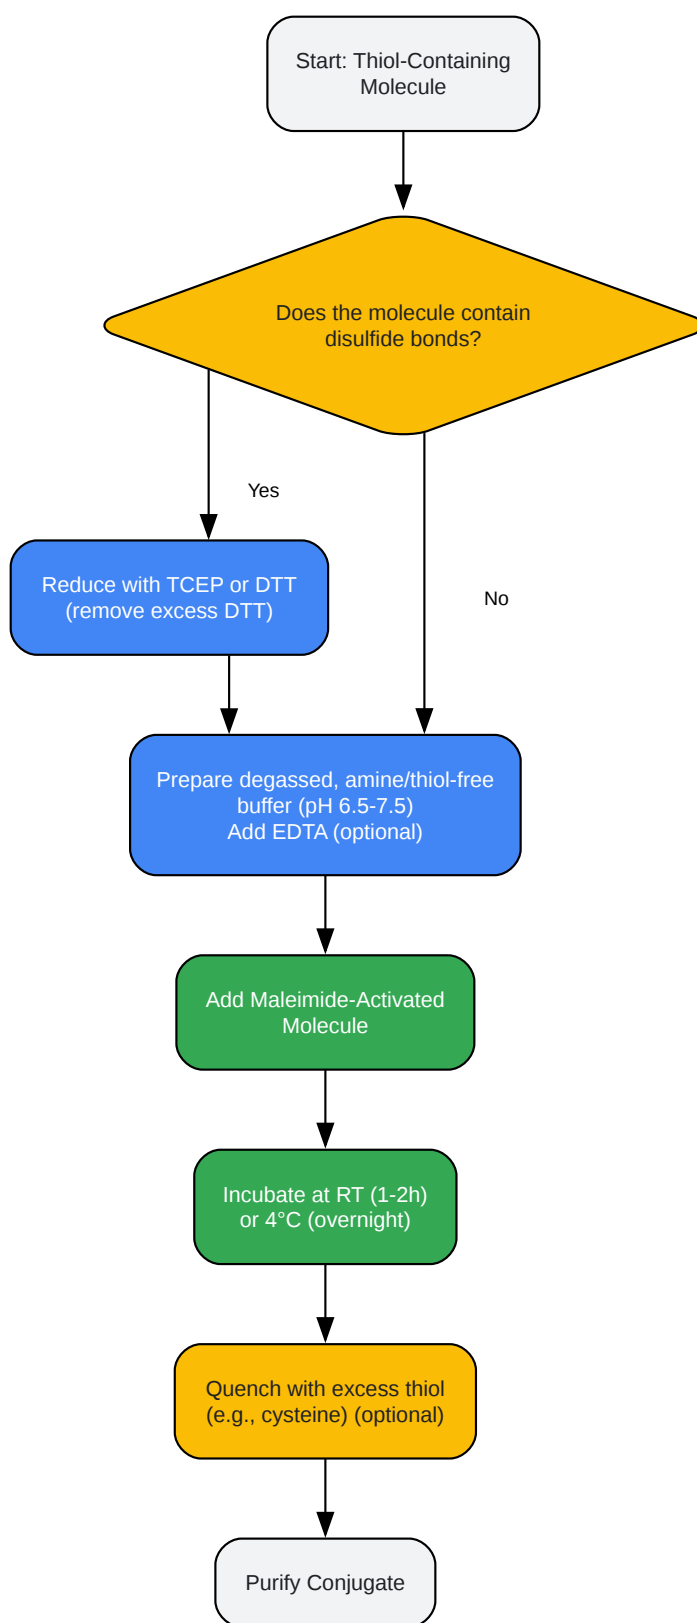 Start: Thiol-Containing
Molecule
Does the molecule contain
disulfide bonds?
Yes
Reduce with TCEP or DTT
(remove excess DTT)
No
Prepare degassed, amine/thiol-free
buffer (pH 6.5-7.5)
Add EDTA (optional)
Add Maleimide-Activated
Molecule
Incubate at RT (1-2h)
or 4°C (overnight)
Quench with excess thiol
(e.g., cysteine) (optional)
Purify Conjugate